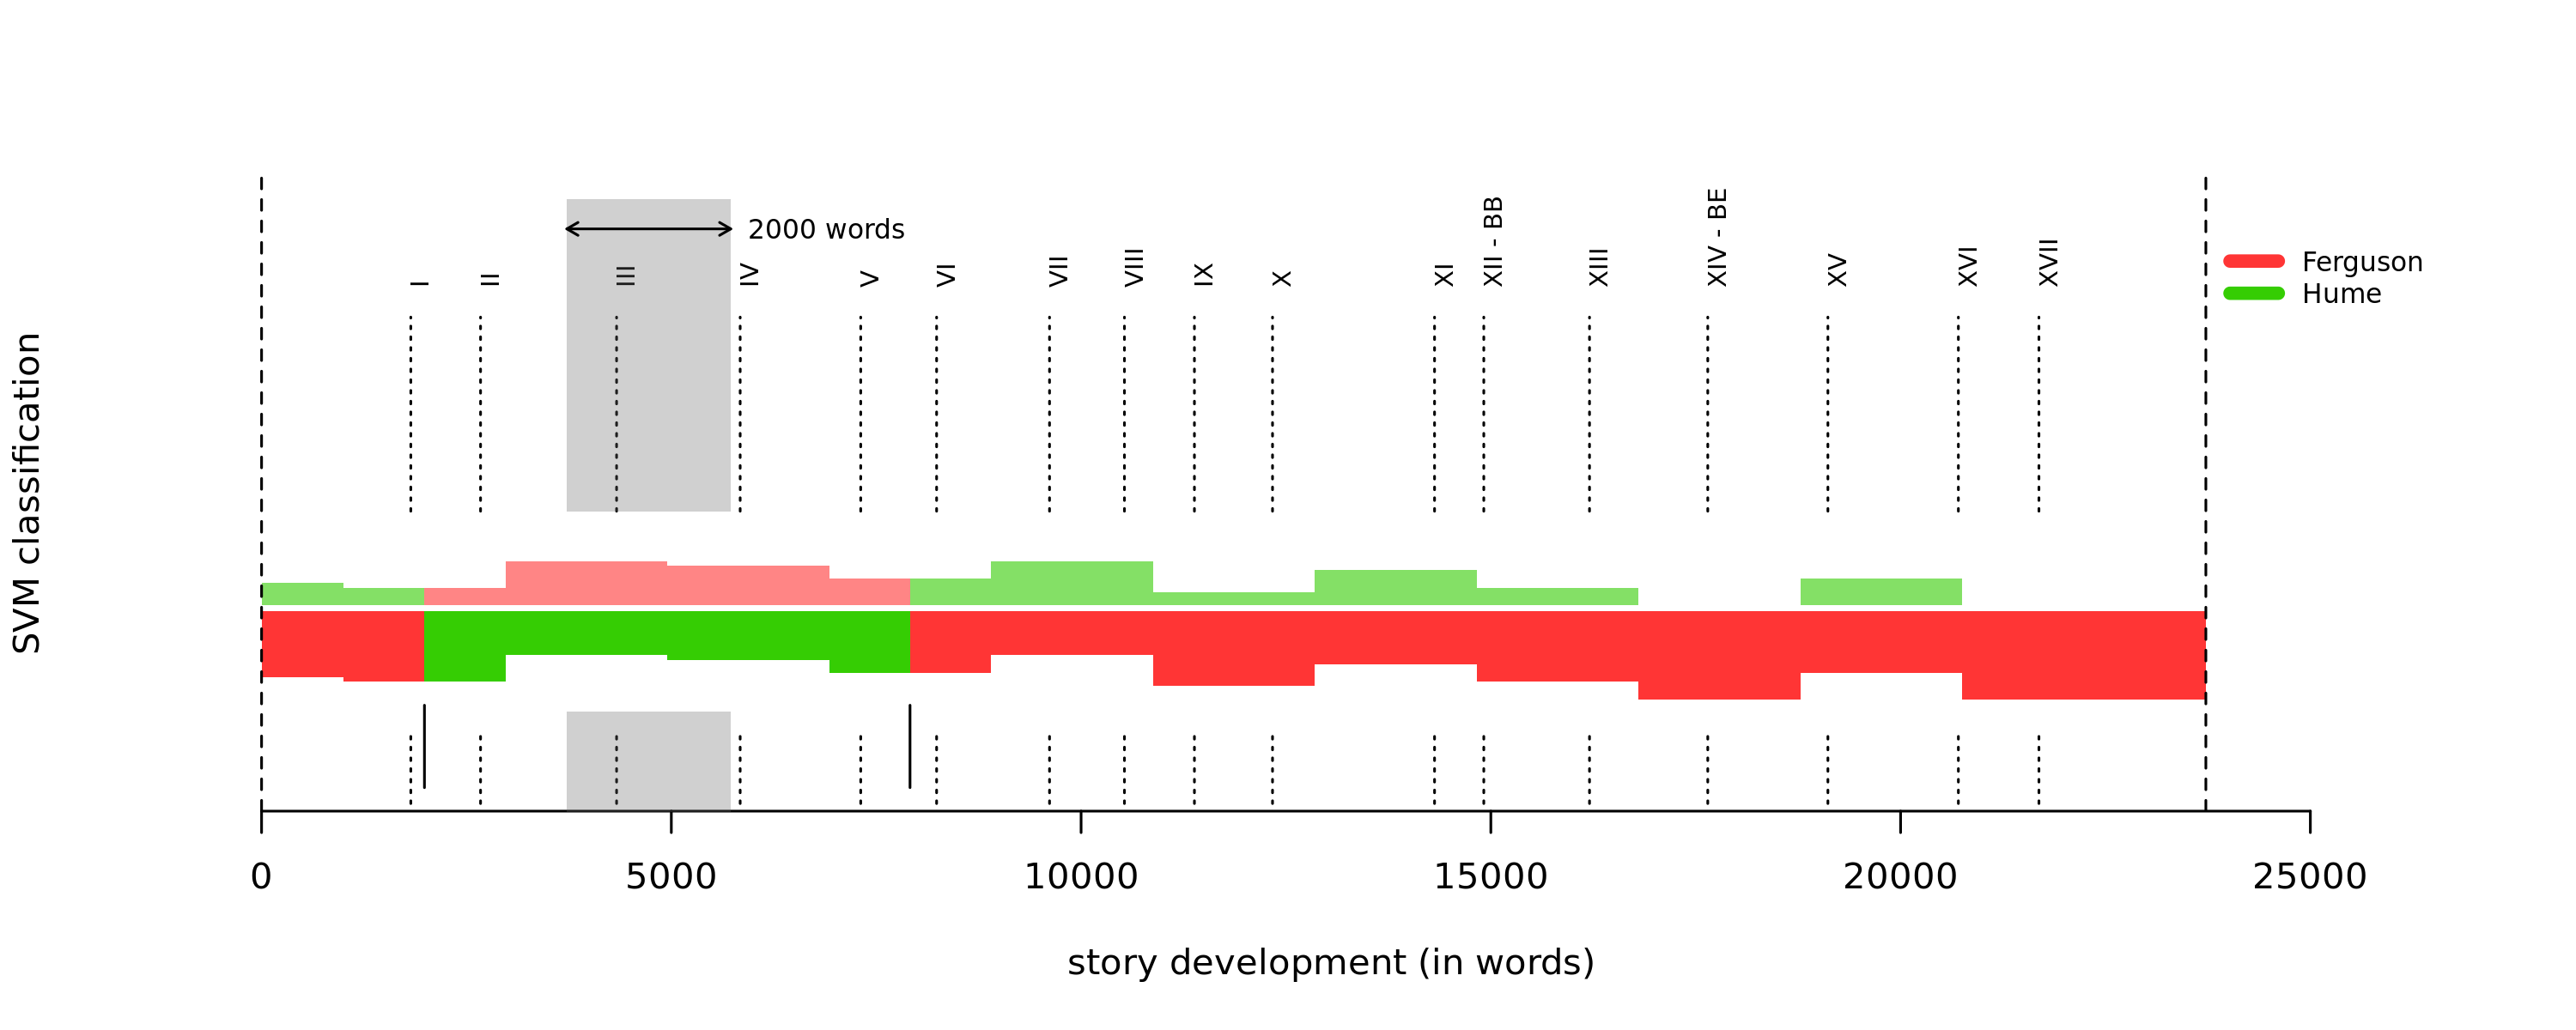 2000 words
I
II
III
IV
V
VI
VII
VIII
IX
X
XI
XII - BB
XIII
XIV - BE
XV
XVI
XVII
Ferguson
Hume
SVM classification
0
5000
10000
15000
20000
25000
story development (in words)